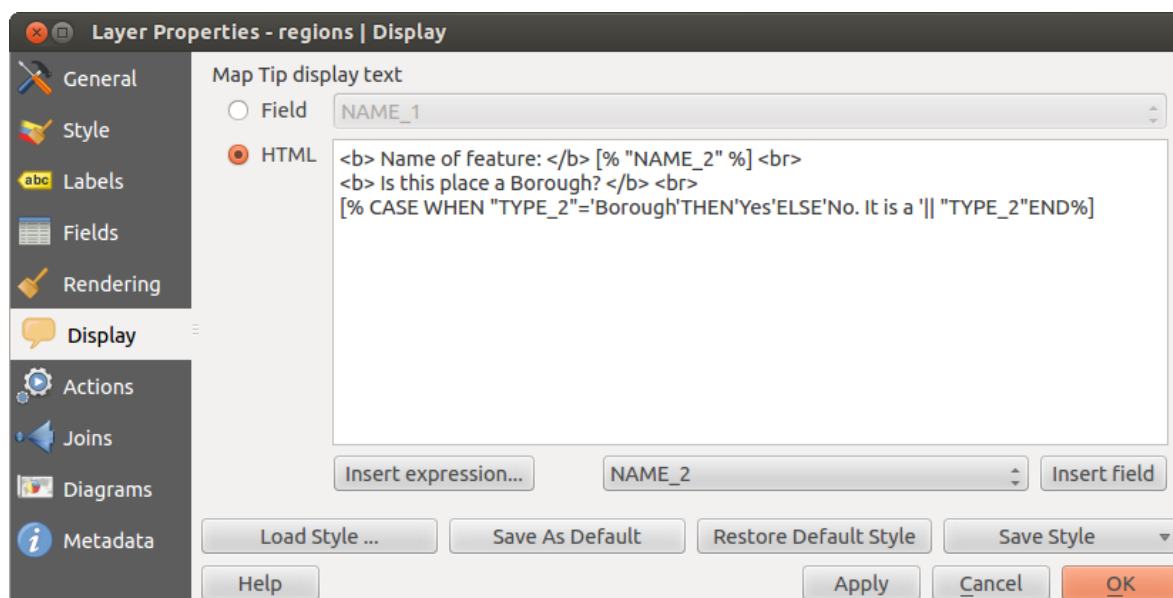 Layer Properties - regions | Display
General
Style
abc Labels
Fields
Rendering
Display
Actions
Joins
Diagrams
i Metadata
Map Tip display text
Field NAME_1
HTML
<b> Name of feature: </b> [% "NAME_2" %] <br>
<b> Is this place a Borough? </b> <br>
[% CASE WHEN "TYPE_2"='Borough'THEN'Yes'ELSE'No. It is a '|| "TYPE_2"END%]
Insert expression... NAME_2 Insert field
Load Style ... Save As Default Restore Default Style Save Style
Help Apply Cancel OK